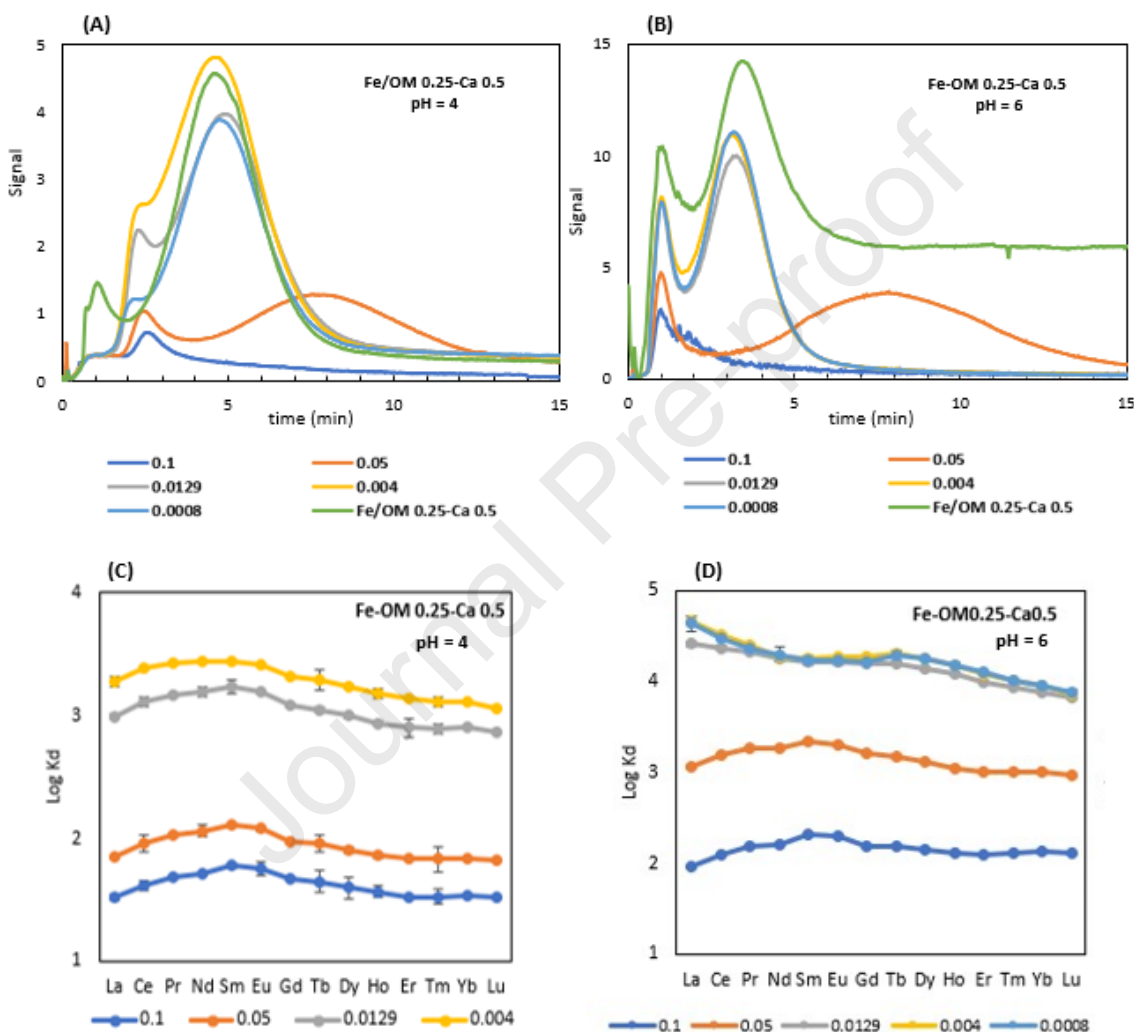 (A)
Fe/OM 0.25-Ca 0.5
pH = 4
5
4
3
2
1
0
Signal
0 5 10 15
time (min)
0.1 0.05
0.0129 0.004
0.0008 Fe/OM 0.25-Ca 0.5
(B)
Fe-OM 0.25-Ca 0.5
pH = 6
15
10
5
0
Signal
0 5 10 15
time (min)
0.1 0.05
0.0129 0.004
0.0008 Fe/OM 0.25-Ca 0.5
Journal Pre-proof
(C)
Fe-OM 0.25-Ca 0.5
pH = 4
4
3
2
1
Log Kd
La Ce Pr Nd Sm Eu Gd Tb Dy Ho Er Tm Yb Lu
0.1 0.05 0.0129 0.004
(D)
Fe-OM0.25-Ca0.5
pH = 6
5
4
3
2
1
Log Kd
La Ce Pr Nd Sm Eu Gd Tb Dy Ho Er Tm Yb Lu
0.1 0.05 0.0129 0.004 0.0008